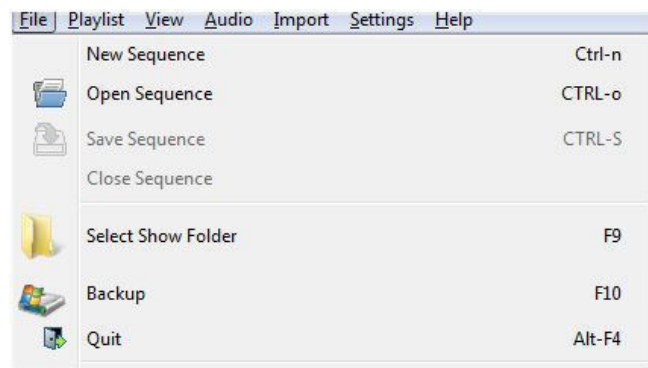 File Playlist View Audio Import Settings Help
New Sequence Ctrl-n
Open Sequence CTRL-o
Save Sequence CTRL-S
Close Sequence
Select Show Folder F9
Backup F10
Quit Alt-F4